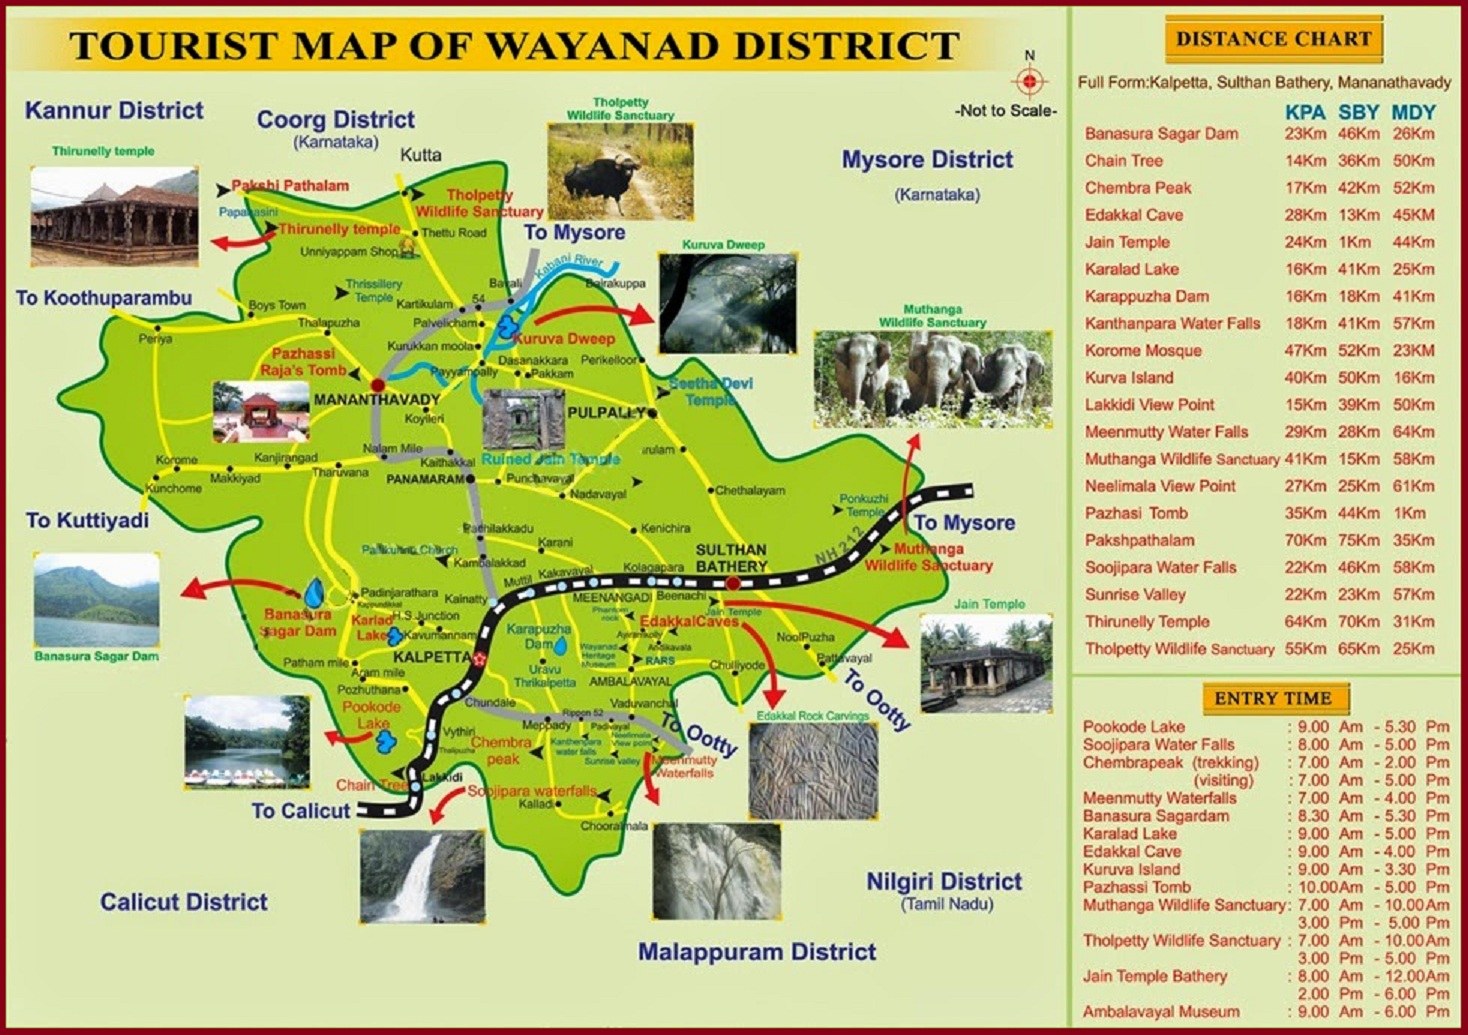 TOURIST MAP OF WAYANAD DISTRICT
N
-Not to Scale-
Kannur District
Coorg District
(Karnataka)
Kutta
Tholpetty
Wildlife Sanctuary
Mysore District
(Karnataka)
Thirunelly temple
Pakshi Pathalam
Papanasini
Thirunelly temple
Unniyappam Shop
Thettu Road
Tholpetty
Wildlife Sanctuary
To Mysore
Kabani River
Kuruva Dweep
Bavali
Bairakuppa
To Koothuparambu
Thrissillery
Temple
Boys Town
Kartikulam
54
Thalapuzha
Palvelicham
Periya
Kurukkan moola
Kuruva Dweep
Muthanga
Wildlife Sanctuary
Pazhassi
Raja's Tomb
Payyampally
Dasanakkara
Pakkam
Perikelloor
Seetha Devi
Temple
MANANTHAVADY
Koyileri
PULPALLY
Nalam Mile
Kaithakkal
Ruined Jain Temple
Korome
Kunchome
Makkiyad
Kanjirangad
Tharuvana
PANAMARAM
Punchavayal
Nadavayal
Chethalayam
Ponkuzhi
Temple
To Kuttiyadi
Kenichira
To Mysore
Karani
Kambalakkad
SULTHAN
BATHERY
NH 212
Muthanga
Wildlife Sanctuary
Muttil
Kakavayal
Kolagapara
MEENANGADI
Beenachi
Kalnatty
Padinjarathara
Kappundikkal
Banasura
Sagar Dam
Banasura Sagar Dam
Karlad
Lake
H.S.Junction
Kavumannam
Phantom
rock
Jain Temple
EdakkalCaves
Jain Temple
Karapuzha
Dam
Ayiramkolly
Andikavala
NoolPuzha
KALPETTA
Wayanad
Heritage
Museum
RARS
Patham mile
Aram mile
Uravu
Thrikalpetta
AMBALAVAYAL
Chulliyode
Pattavayal
To Ootty
Pozhuthana
Pookode
Lake
Chundale
Vaduvanchal
Rippon 52
To Ootty
Meppady
Padivayal
Edakkal Rock Carvings
Vythiri
Chembra
peak
Kanthenpara
water falls
Neelimala
View point
Sunrise valley
Meenmutty
Waterfalls
Chain Tree
Lakkidi
Soojipara waterfalls
To Calicut
Kalladi
Chooralmala
Calicut District
Nilgiri District
(Tamil Nadu)
Malappuram District
DISTANCE CHART
Full Form:Kalpetta, Sulthan Bathery, Mananathavady
KPA SBY MDY
Banasura Sagar Dam 23Km 46Km 26Km
Chain Tree 14Km 36Km 50Km
Chembra Peak 17Km 42Km 52Km
Edakkal Cave 28Km 13Km 45KM
Jain Temple 24Km 1Km 44Km
Karalad Lake 16Km 41Km 25Km
Karappuzha Dam 16Km 18Km 41Km
Kanthanpara Water Falls 18Km 41Km 57Km
Korome Mosque 47Km 52Km 23KM
Kurva Island 40Km 50Km 16Km
Lakkidi View Point 15Km 39Km 50Km
Meenmutty Water Falls 29Km 28Km 64Km
Muthanga Wildlife Sanctuary 41Km 15Km 58Km
Neelimala View Point 27Km 25Km 61Km
Pazhasi Tomb 35Km 44Km 1Km
Pakshpathalam 70Km 75Km 35Km
Soojipara Water Falls 22Km 46Km 58Km
Sunrise Valley 22Km 23Km 57Km
Thirunelly Temple 64Km 70Km 31Km
Tholpetty Wildlife Sanctuary 55Km 65Km 25Km
ENTRY TIME
Pookode Lake : 9.00 Am - 5.30 Pm
Soojipara Water Falls : 8.00 Am - 5.00 Pm
Chembrapeak (trekking) : 7.00 Am - 2.00 Pm
(visiting) : 7.00 Am - 5.00 Pm
Meenmutty Waterfalls : 7.00 Am - 4.00 Pm
Banasura Sagardam : 8.30 Am - 5.30 Pm
Karalad Lake : 9.00 Am - 5.00 Pm
Edakkal Cave : 9.00 Am - 4.00 Pm
Kuruva Island : 9.00 Am - 3.30 Pm
Pazhassi Tomb : 10.00Am - 5.00 Pm
Muthanga Wildlife Sanctuary : 7.00 Am - 10.00Am
3.00 Pm - 5.00 Pm
Tholpetty Wildlife Sanctuary : 7.00 Am - 10.00Am
3.00 Pm - 5.00 Pm
Jain Temple Bathery : 8.00 Am - 12.00Am
2.00 Pm - 6.00 Pm
Ambalavayal Museum : 9.00 Am - 6.00 Pm